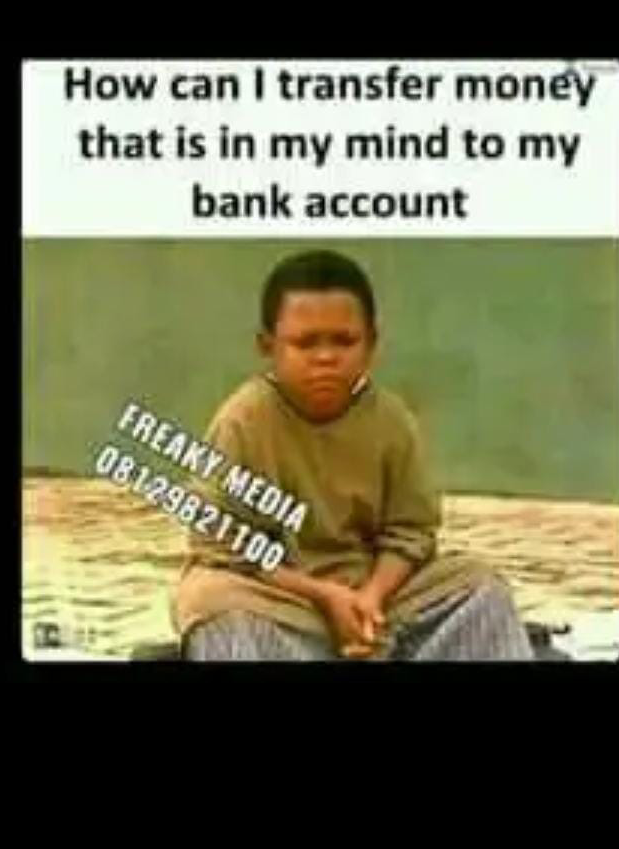 How can I transfer money
that is in my mind to my
bank account
FREAKY MEDIA
08129821100